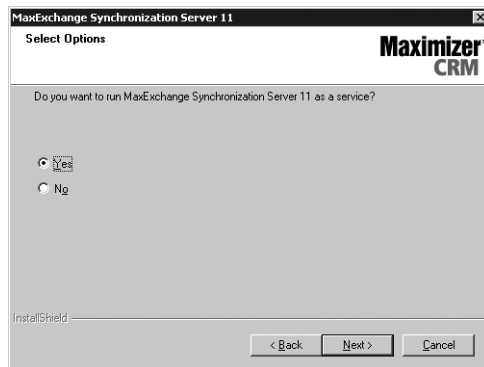 MaxExchange Synchronization Server 11
Select Options
Maximizer
CRM
Do you want to run MaxExchange Synchronization Server 11 as a service?
Yes
No
InstallShield
< Back
Next >
Cancel